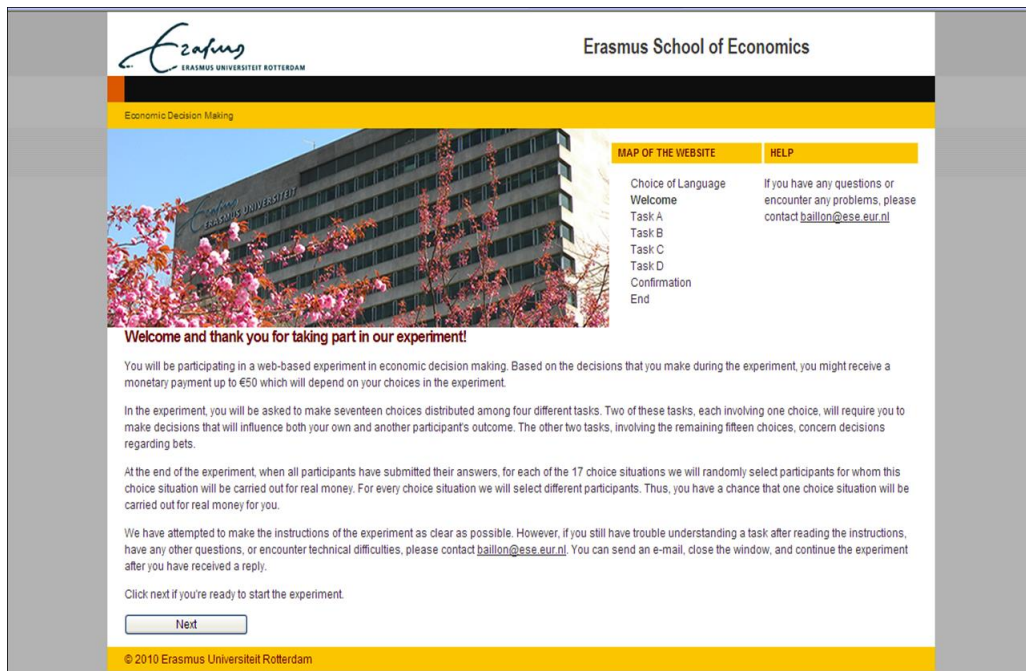 Erasmus
ERASMUS UNIVERSITEIT ROTTERDAM
Erasmus School of Economics
Economic Decision Making
Erasmus
ERASMUS UNIVERSITEIT
MAP OF THE WEBSITE
Choice of Language
Welcome
Task A
Task B
Task C
Task D
Confirmation
End
HELP
If you have any questions or
encounter any problems, please
contact baillon@ese.eur.nl
Welcome and thank you for taking part in our experiment!
You will be participating in a web-based experiment in economic decision making. Based on the decisions that you make during the experiment, you might receive a
monetary payment up to €50 which will depend on your choices in the experiment.
In the experiment, you will be asked to make seventeen choices distributed among four different tasks. Two of these tasks, each involving one choice, will require you to
make decisions that will influence both your own and another participant's outcome. The other two tasks, involving the remaining fifteen choices, concern decisions
regarding bets.
At the end of the experiment, when all participants have submitted their answers, for each of the 17 choice situations we will randomly select participants for whom this
choice situation will be carried out for real money. For every choice situation we will select different participants. Thus, you have a chance that one choice situation will be
carried out for real money for you.
We have attempted to make the instructions of the experiment as clear as possible. However, if you still have trouble understanding a task after reading the instructions,
have any other questions, or encounter technical difficulties, please contact baillon@ese.eur.nl. You can send an e-mail, close the window, and continue the experiment
after you have received a reply.
Click next if you're ready to start the experiment.
Next
© 2010 Erasmus Universiteit Rotterdam